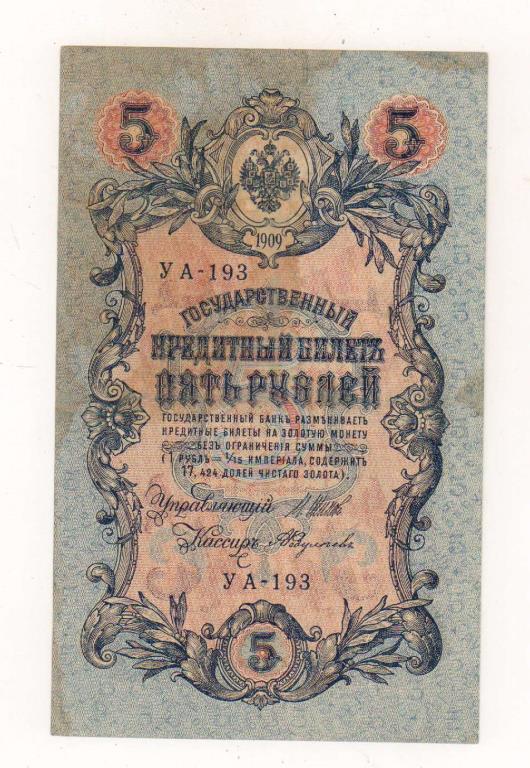 5 5
1909
УА-193
ГОСУДАРСТВЕННЫЙ
КРЕДИТНЫЙ БИЛЕТЪ
ПЯТЬ РУБЛЕЙ
ГОСУДАРСТВЕННЫЙ БАНКЪ РАЗМѢНИВАЕТЪ
КРЕДИТНЫЕ БИЛЕТЫ НА ЗОЛОТУЮ МОНЕТУ
БЕЗЪ ОГРАНИЧЕНІЯ СУММЫ
(1 РУБЛЬ = 1/15 ИМПЕРІАЛА, СОДЕРЖИТЪ
17,424 ДОЛЕЙ ЧИСТАГО ЗОЛОТА).
Управляющій
Кассиръ
УА-193
5